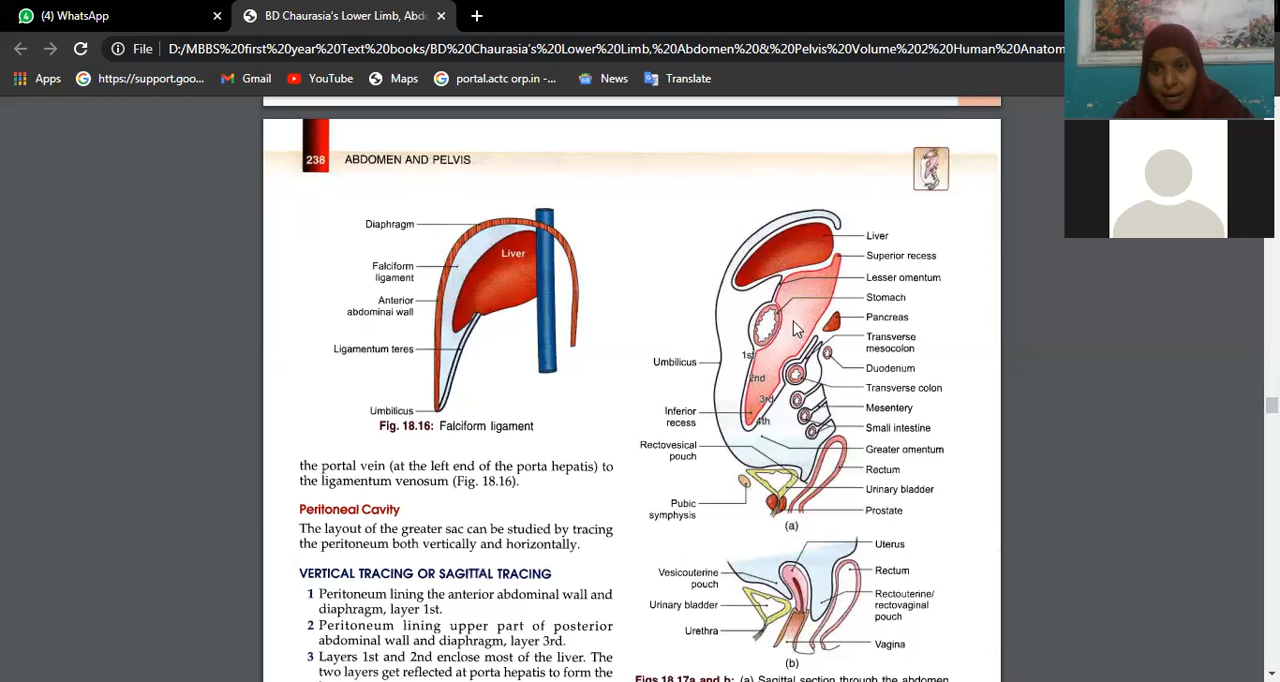 (4) WhatsApp
BD Chaurasia's Lower Limb, Abdo
File
D:/MBBS%20first%20year%20Text%20books/BD%20Chaurasia's%20Lower%20Limb,%20Abdomen%20&%20Pelvis%20Volume%202%20Human%20Anatom
Apps
https://support.goo...
Gmail
YouTube
Maps
portal.actc orp.in -...
News
Translate
238
ABDOMEN AND PELVIS
Diaphragm
Liver
Falciform
ligament
Anterior
abdominal wall
Ligamentum teres
Umbilicus
Fig. 18.16: Falciform ligament
the portal vein (at the left end of the porta hepatis) to
the ligamentum venosum (Fig. 18.16).
Peritoneal Cavity
The layout of the greater sac can be studied by tracing
the peritoneum both vertically and horizontally.
VERTICAL TRACING OR SAGITTAL TRACING
1 Peritoneum lining the anterior abdominal wall and
diaphragm, layer 1st.
2 Peritoneum lining upper part of posterior
abdominal wall and diaphragm, layer 3rd.
3 Layers 1st and 2nd enclose most of the liver. The
two layers get reflected at porta hepatis to form the
Liver
Superior recess
Lesser omentum
Stomach
Pancreas
Transverse
mesocolon
Duodenum
Transverse colon
Mesentery
Small intestine
Greater omentum
Rectum
Urinary bladder
Prostate
Umbilicus
1st
2nd
3rd
4th
Inferior
recess
Rectovesical
pouch
Pubic
symphysis
(a)
Uterus
Rectum
Rectouterine/
rectovaginal
pouch
Vagina
Vesicouterine
pouch
Urinary bladder
Urethra
(b)
Figs 18.17a and b: (a) Sagittal section through the abdomen